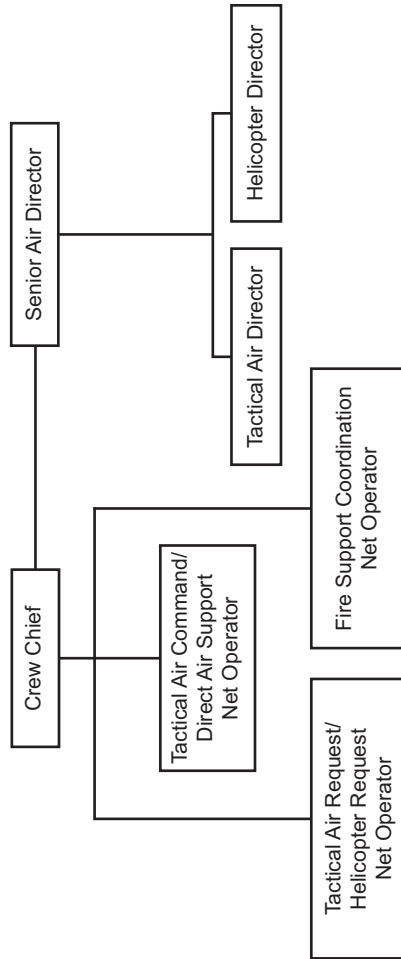 Senior Air Director
Crew Chief
Helicopter Director
Tactical Air Director
Tactical Air Command/
Direct Air Support
Net Operator
Fire Support Coordination
Net Operator
Tactical Air Request/
Helicopter Request
Net Operator